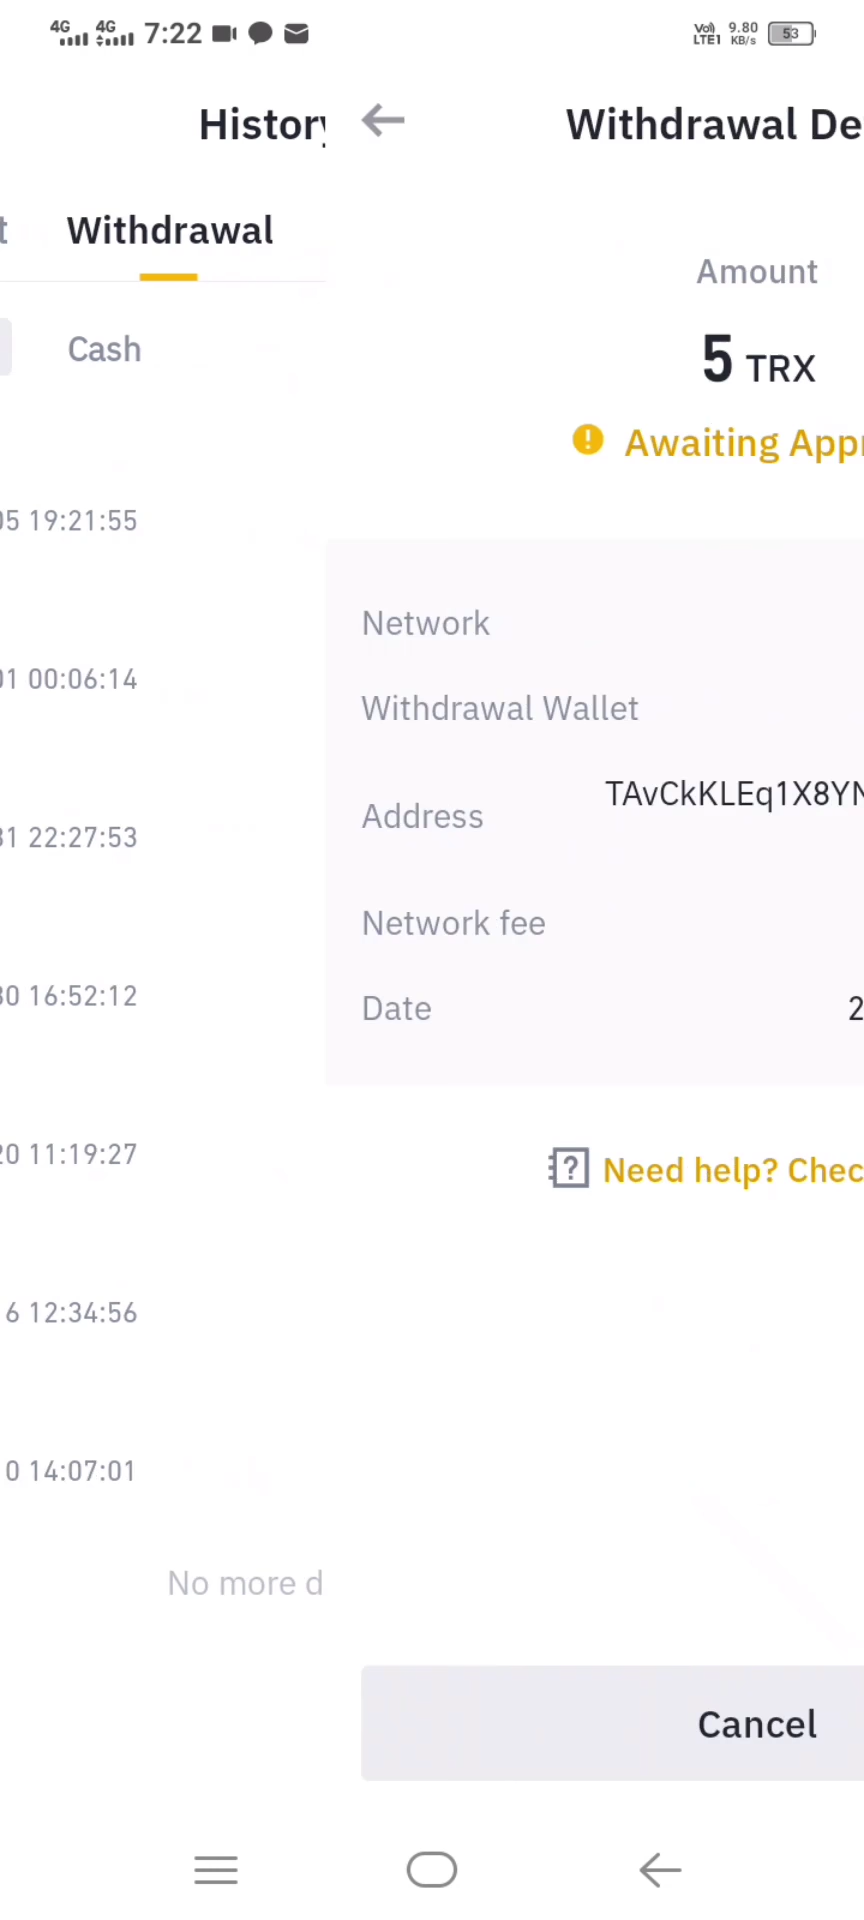 4G 4G 7:22 Vo) LTE1 9.80 KB/s 53
History
Withdrawal De
t Withdrawal
Amount
Cash
5 TRX
Awaiting Appr
05 19:21:55
Network
01 00:06:14
Withdrawal Wallet
TAvCkKLEq1X8YN
Address
31 22:27:53
Network fee
30 16:52:12
Date 2
20 11:19:27
Need help? Chec
6 12:34:56
0 14:07:01
No more d
Cancel